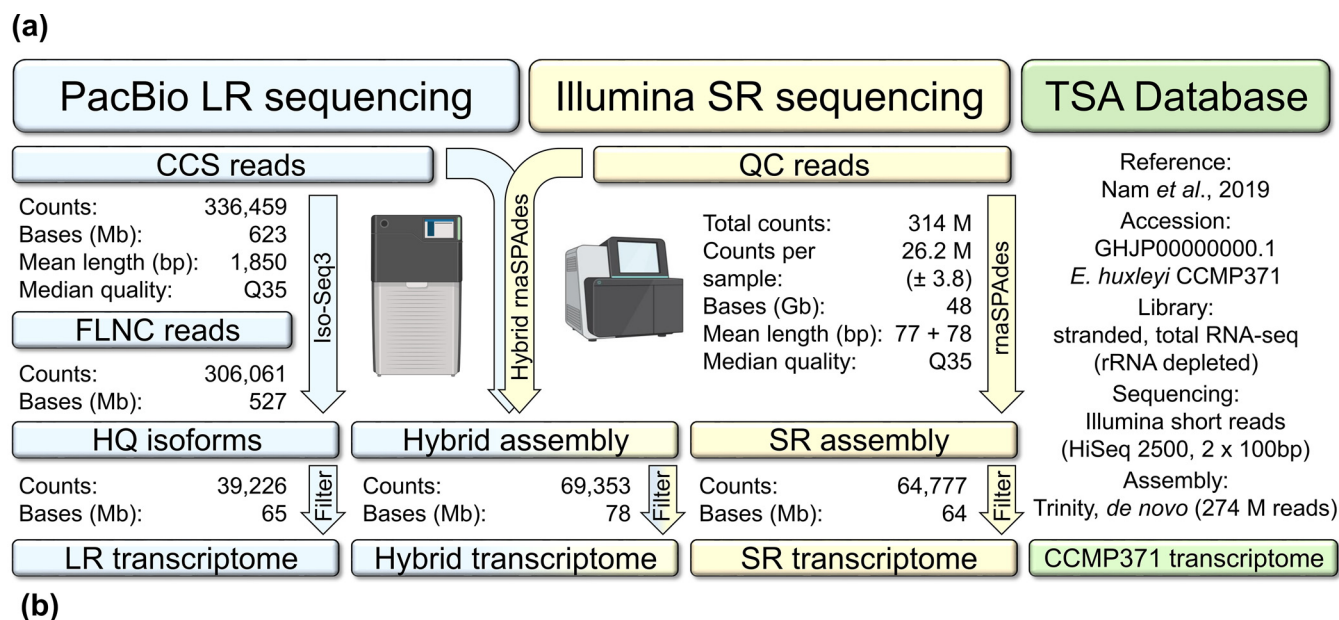 (a)
PacBio LR sequencing
Illumina SR sequencing
TSA Database
CCS reads
Counts: 336,459
Bases (Mb): 623
Mean length (bp): 1,850
Median quality: Q35
FLNC reads
Counts: 306,061
Bases (Mb): 527
Iso-Seq3
Hybrid rnaSPAdes
QC reads
Total counts: 314 M
Counts per 26.2 M
sample: (± 3.8)
Bases (Gb): 48
Mean length (bp): 77 + 78
Median quality: Q35
rnaSPAdes
Reference:
Nam et al., 2019
Accession:
GHJP00000000.1
E. huxleyi CCMP371
Library:
stranded, total RNA-seq
(rRNA depleted)
Sequencing:
Illumina short reads
(HiSeq 2500, 2 x 100bp)
Assembly:
Trinity, de novo (274 M reads)
HQ isoforms
Counts: 39,226
Bases (Mb): 65
Filter
Hybrid assembly
Counts: 69,353
Bases (Mb): 78
Filter
SR assembly
Counts: 64,777
Bases (Mb): 64
Filter
LR transcriptome
Hybrid transcriptome
SR transcriptome
CCMP371 transcriptome
(b)